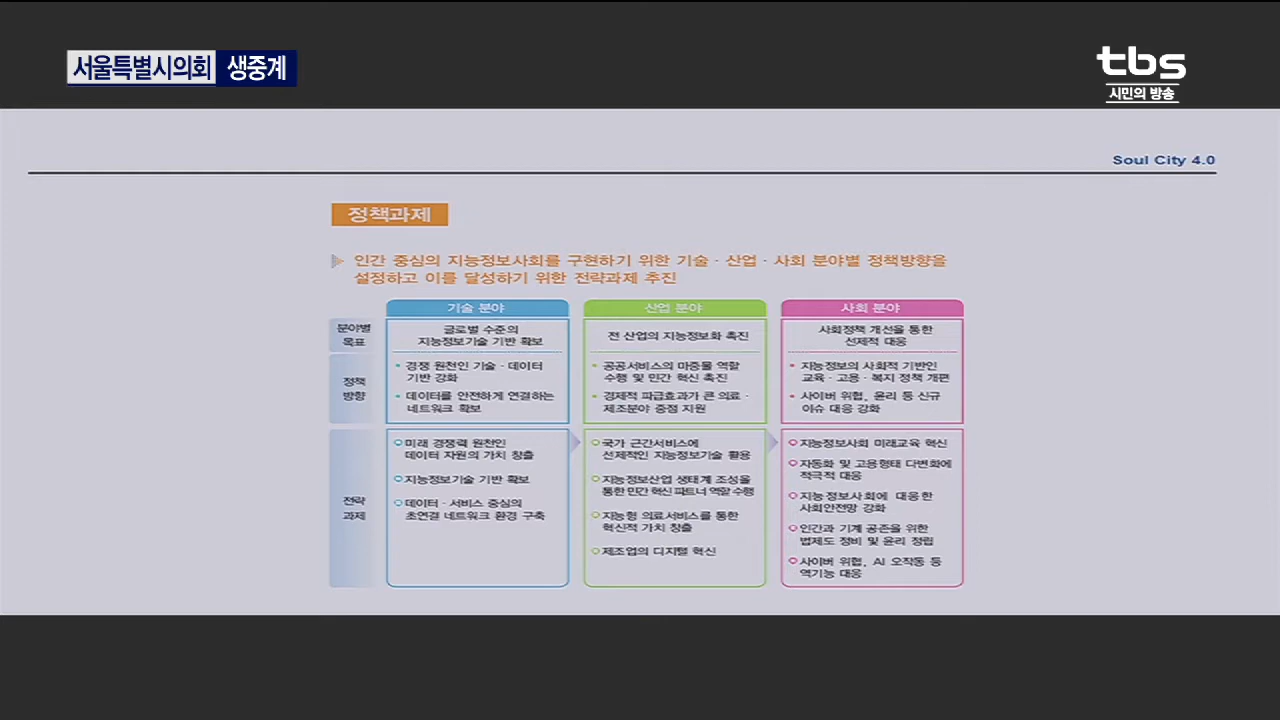 서울특별시의회 생중계
tbs
시민의 방송
Soul City 4.0
정책과제
인간 중심의 지능정보사회를 구현하기 위한 기술 · 산업 · 사회 분야별 정책방향을
설정하고 이를 달성하기 위한 전략과제 추진
기술 분야
산업 분야
사회 분야
분야별
목표
글로벌 수준의
지능정보기술 기반 확보
전 산업의 지능정보화 촉진
사회정책 개선을 통한
선제적 대응
정책
방향
• 경쟁 원천인 기술 · 데이터
기반 강화
• 데이터를 안전하게 연결하는
네트워크 확보
• 공공서비스의 마중물 역할
수행 및 민간 혁신 촉진
• 경제적 파급효과가 큰 의료 ·
제조분야 중점 지원
• 지능정보의 사회적 기반인
교육 · 고용 · 복지 정책 개편
• 사이버 위협, 윤리 등 신규
이슈 대응 강화
전략
과제
○ 미래 경쟁력 원천인
데이터 자원의 가치 창출
○ 지능정보기술 기반 확보
○ 데이터 · 서비스 중심의
초연결 네트워크 환경 구축
○ 국가 근간서비스에
선제적인 지능정보기술 활용
○ 지능정보산업 생태계 조성을
통한 민간 혁신 파트너 역할 수행
○ 지능형 의료서비스를 통한
혁신적 가치 창출
○ 제조업의 디지털 혁신
○ 지능정보사회 미래교육 혁신
○ 자동화 및 고용형태 다변화에
적극적 대응
○ 지능정보사회에 대응한
사회안전망 강화
○ 인간과 기계 공존을 위한
법제도 정비 및 윤리 정립
○ 사이버 위협, AI 오작동 등
역기능 대응